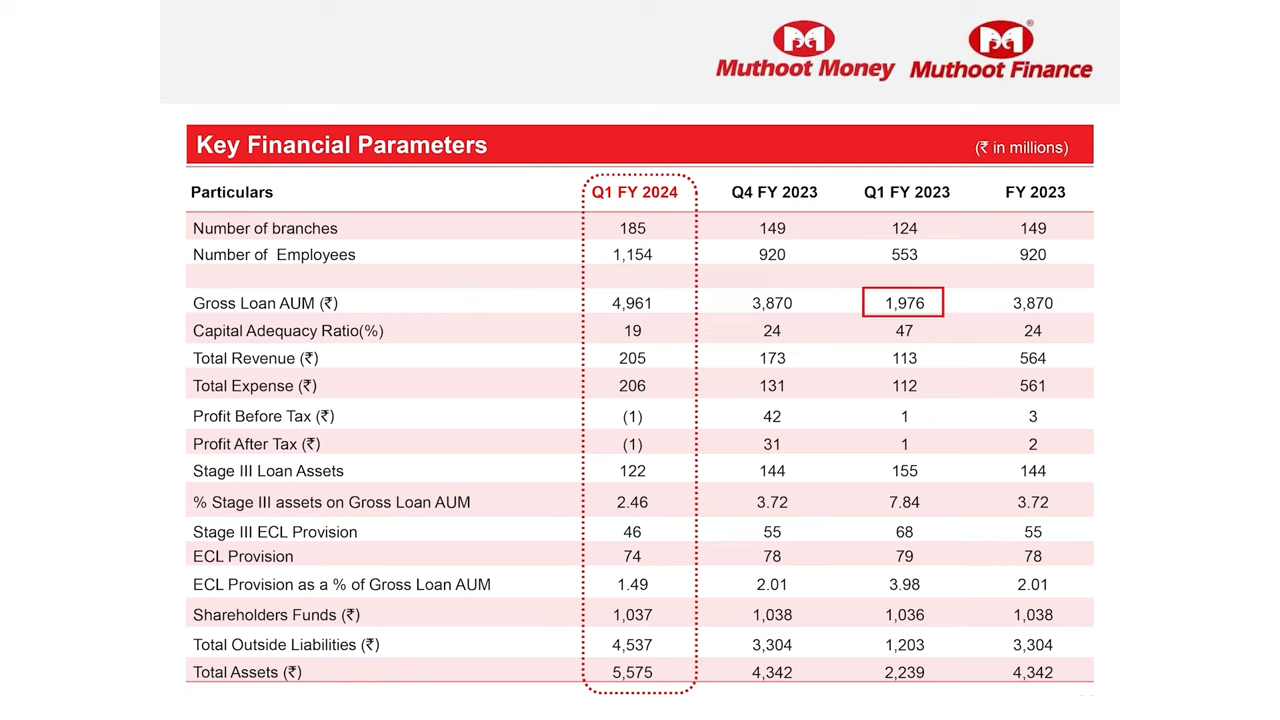 Muthoot Money Muthoot Finance®
Key Financial Parameters (₹ in millions)
Particulars Q1 FY 2024 Q4 FY 2023 Q1 FY 2023 FY 2023
Number of branches 185 149 124 149
Number of Employees 1,154 920 553 920
Gross Loan AUM (₹) 4,961 3,870 1,976 3,870
Capital Adequacy Ratio(%) 19 24 47 24
Total Revenue (₹) 205 173 113 564
Total Expense (₹) 206 131 112 561
Profit Before Tax (₹) (1) 42 1 3
Profit After Tax (₹) (1) 31 1 2
Stage III Loan Assets 122 144 155 144
% Stage III assets on Gross Loan AUM 2.46 3.72 7.84 3.72
Stage III ECL Provision 46 55 68 55
ECL Provision 74 78 79 78
ECL Provision as a % of Gross Loan AUM 1.49 2.01 3.98 2.01
Shareholders Funds (₹) 1,037 1,038 1,036 1,038
Total Outside Liabilities (₹) 4,537 3,304 1,203 3,304
Total Assets (₹) 5,575 4,342 2,239 4,342